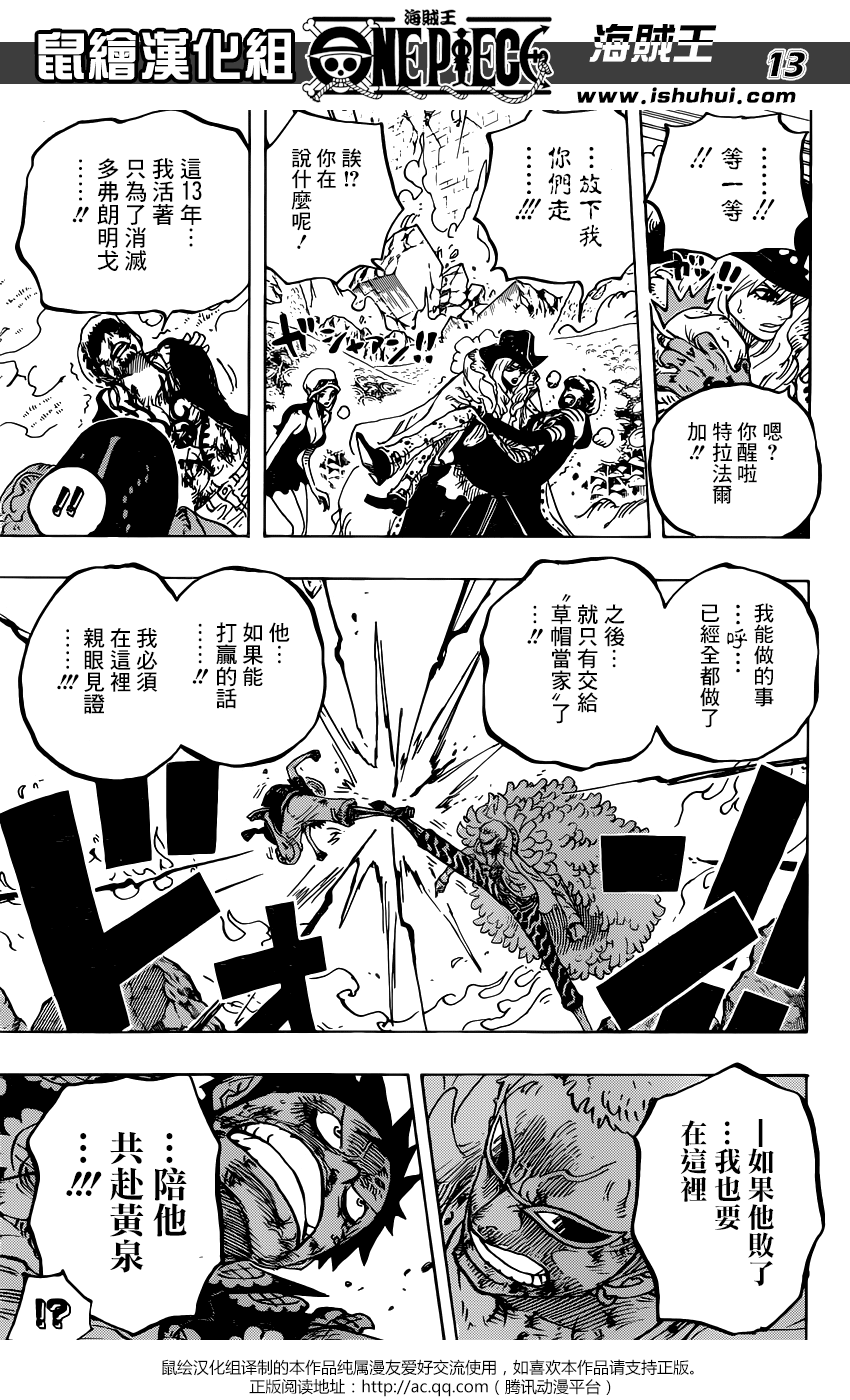 鼠繪漢化組
海賊王
ONE PIECE
海賊王
www.ishuhui.com
13
……!!
等一等
……!!
嗯?
你醒啦
特拉法爾
加!!
…放下我
你們走
……!!!
誒!?
你在
說什麼呢!
ガシャアン!!
這13年…
我活著
只為了消滅
多弗朗明戈
……!!
!!
我能做的事
…呼…
已經全都做了
之後…
就只有交給
〝草帽當家〞了
……!!
他…
如果能
打贏的話
……!!
我必須
在這裡
親眼見證
……!!!
ドオン
—如果他敗了
…我也要
在這裡
…陪他
共赴黃泉
……!!!
!?
鼠绘汉化组译制的本作品纯属漫友爱好交流使用，如喜欢本作品请支持正版。
正版阅读地址：http://ac.qq.com（腾讯动漫平台）